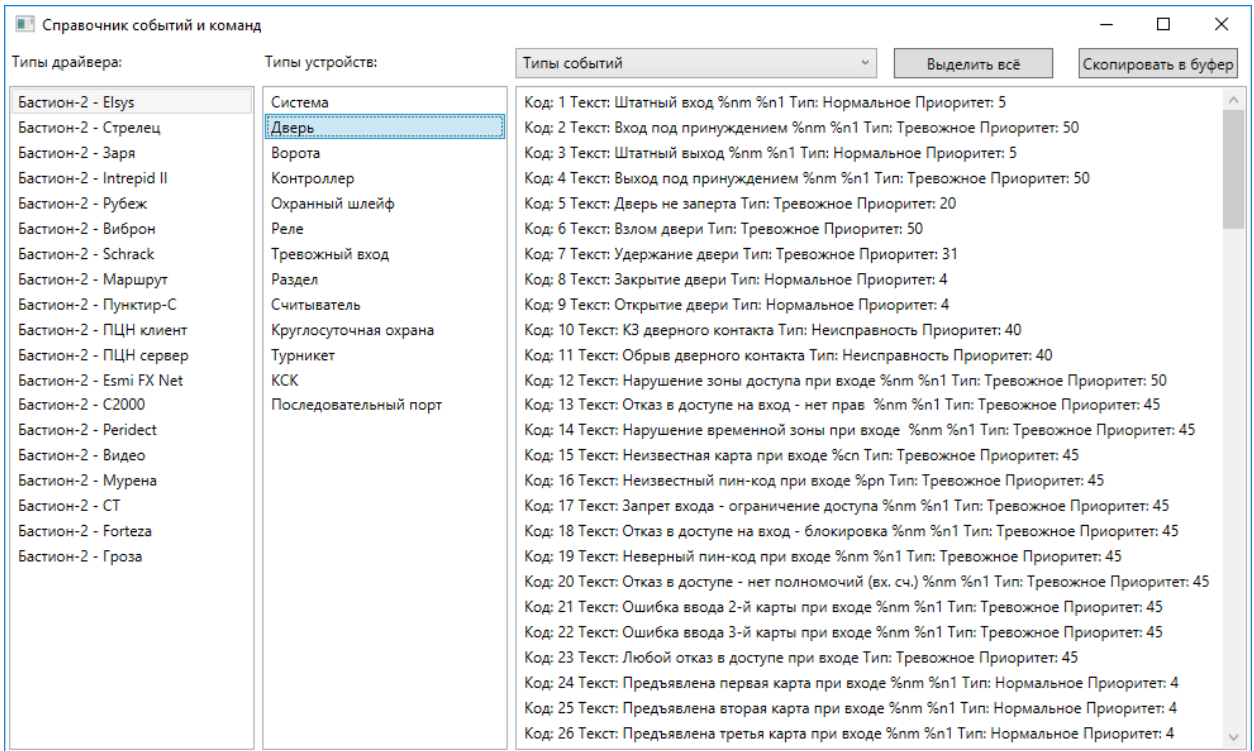 Справочник событий и команд
Типы драйвера:
Типы устройств:
Типы событий
Выделить всё
Скопировать в буфер
Бастион-2 - Elsys
Бастион-2 - Стрелец
Бастион-2 - Заря
Бастион-2 - Intrepid II
Бастион-2 - Рубеж
Бастион-2 - Виброн
Бастион-2 - Schrack
Бастион-2 - Маршрут
Бастион-2 - Пунктир-С
Бастион-2 - ПЦН клиент
Бастион-2 - ПЦН сервер
Бастион-2 - Esmi FX Net
Бастион-2 - С2000
Бастион-2 - Peridect
Бастион-2 - Видео
Бастион-2 - Мурена
Бастион-2 - СТ
Бастион-2 - Forteza
Бастион-2 - Гроза
Система
Дверь
Ворота
Контроллер
Охранный шлейф
Реле
Тревожный вход
Раздел
Считыватель
Круглосуточная охрана
Турникет
КСК
Последовательный порт
Код: 1 Текст: Штатный вход %nm %n1 Тип: Нормальное Приоритет: 5
Код: 2 Текст: Вход под принуждением %nm %n1 Тип: Тревожное Приоритет: 50
Код: 3 Текст: Штатный выход %nm %n1 Тип: Нормальное Приоритет: 5
Код: 4 Текст: Выход под принуждением %nm %n1 Тип: Тревожное Приоритет: 50
Код: 5 Текст: Дверь не заперта Тип: Тревожное Приоритет: 20
Код: 6 Текст: Взлом двери Тип: Тревожное Приоритет: 50
Код: 7 Текст: Удержание двери Тип: Тревожное Приоритет: 31
Код: 8 Текст: Закрытие двери Тип: Нормальное Приоритет: 4
Код: 9 Текст: Открытие двери Тип: Нормальное Приоритет: 4
Код: 10 Текст: КЗ дверного контакта Тип: Неисправность Приоритет: 40
Код: 11 Текст: Обрыв дверного контакта Тип: Неисправность Приоритет: 40
Код: 12 Текст: Нарушение зоны доступа при входе %nm %n1 Тип: Тревожное Приоритет: 50
Код: 13 Текст: Отказ в доступе на вход - нет прав  %nm %n1 Тип: Тревожное Приоритет: 45
Код: 14 Текст: Нарушение временной зоны при входе  %nm %n1 Тип: Тревожное Приоритет: 45
Код: 15 Текст: Неизвестная карта при входе %cn Тип: Тревожное Приоритет: 45
Код: 16 Текст: Неизвестный пин-код при входе %pn Тип: Тревожное Приоритет: 45
Код: 17 Текст: Запрет входа - ограничение доступа %nm %n1 Тип: Тревожное Приоритет: 45
Код: 18 Текст: Отказ в доступе на вход - блокировка %nm %n1 Тип: Тревожное Приоритет: 45
Код: 19 Текст: Неверный пин-код при входе %nm %n1 Тип: Тревожное Приоритет: 45
Код: 20 Текст: Отказ в доступе - нет полномочий (вх. сч.) %nm %n1 Тип: Тревожное Приоритет: 45
Код: 21 Текст: Ошибка ввода 2-й карты при входе %nm %n1 Тип: Тревожное Приоритет: 45
Код: 22 Текст: Ошибка ввода 3-й карты при входе %nm %n1 Тип: Тревожное Приоритет: 45
Код: 23 Текст: Любой отказ в доступе при входе Тип: Тревожное Приоритет: 45
Код: 24 Текст: Предъявлена первая карта при входе %nm %n1 Тип: Нормальное Приоритет: 4
Код: 25 Текст: Предъявлена вторая карта при входе %nm %n1 Тип: Нормальное Приоритет: 4
Код: 26 Текст: Предъявлена третья карта при входе %nm %n1 Тип: Нормальное Приоритет: 4